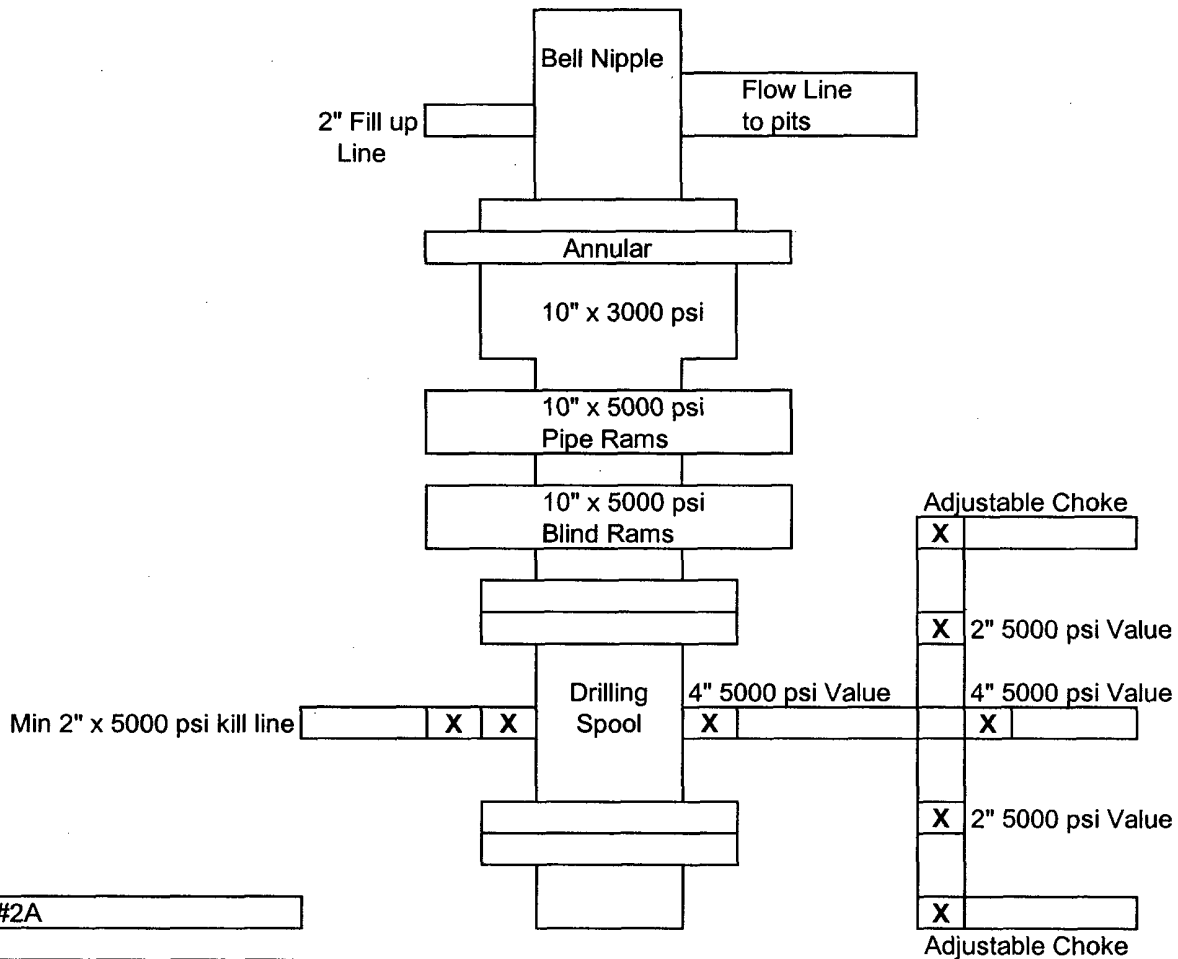 Bell Nipple
Flow Line
to pits
2" Fill up
Line
Annular
10" x 3000 psi
10" x 5000 psi
Pipe Rams
10" x 5000 psi
Blind Rams
Adjustable Choke
X
X 2" 5000 psi Value
Drilling
Spool
4" 5000 psi Value
4" 5000 psi Value
Min 2" x 5000 psi kill line
X X X X
X 2" 5000 psi Value
#2A
X
Adjustable Choke